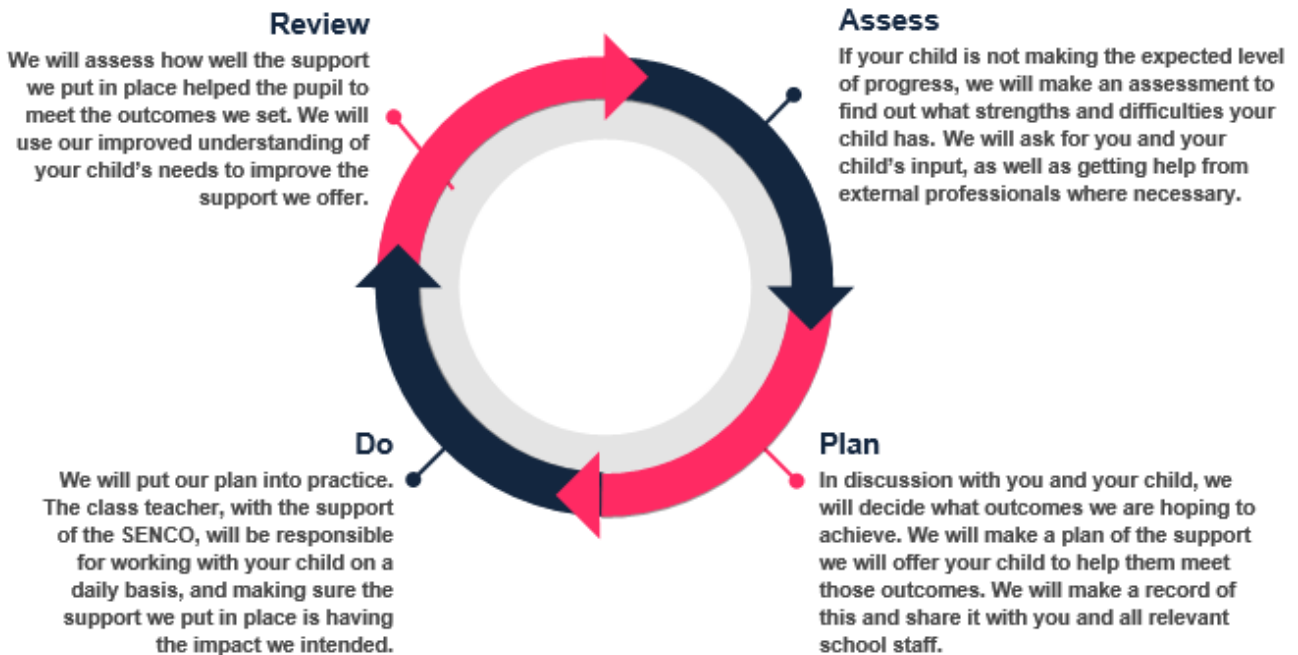 Review
We will assess how well the support
we put in place helped the pupil to
meet the outcomes we set. We will
use our improved understanding of
your child's needs to improve the
support we offer.
Assess
If your child is not making the expected level
of progress, we will make an assessment to
find out what strengths and difficulties your
child has. We will ask for you and your
child's input, as well as getting help from
external professionals where necessary.
Do
We will put our plan into practice.
The class teacher, with the support
of the SENCO, will be responsible
for working with your child on a
daily basis, and making sure the
support we put in place is having
the impact we intended.
Plan
In discussion with you and your child, we
will decide what outcomes we are hoping to
achieve. We will make a plan of the support
we will offer your child to help them meet
those outcomes. We will make a record of
this and share it with you and all relevant
school staff.